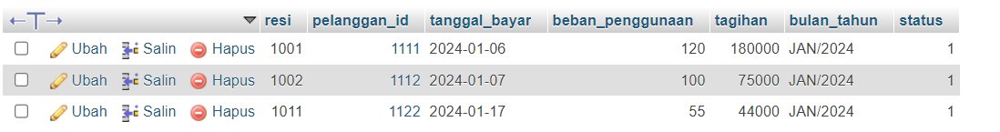 resi pelanggan_id tanggal_bayar beban_penggunaan tagihan bulan_tahun status
Ubah Salin Hapus 1001 1111 2024-01-06 120 180000 JAN/2024 1
Ubah Salin Hapus 1002 1112 2024-01-07 100 75000 JAN/2024 1
Ubah Salin Hapus 1011 1122 2024-01-17 55 44000 JAN/2024 1